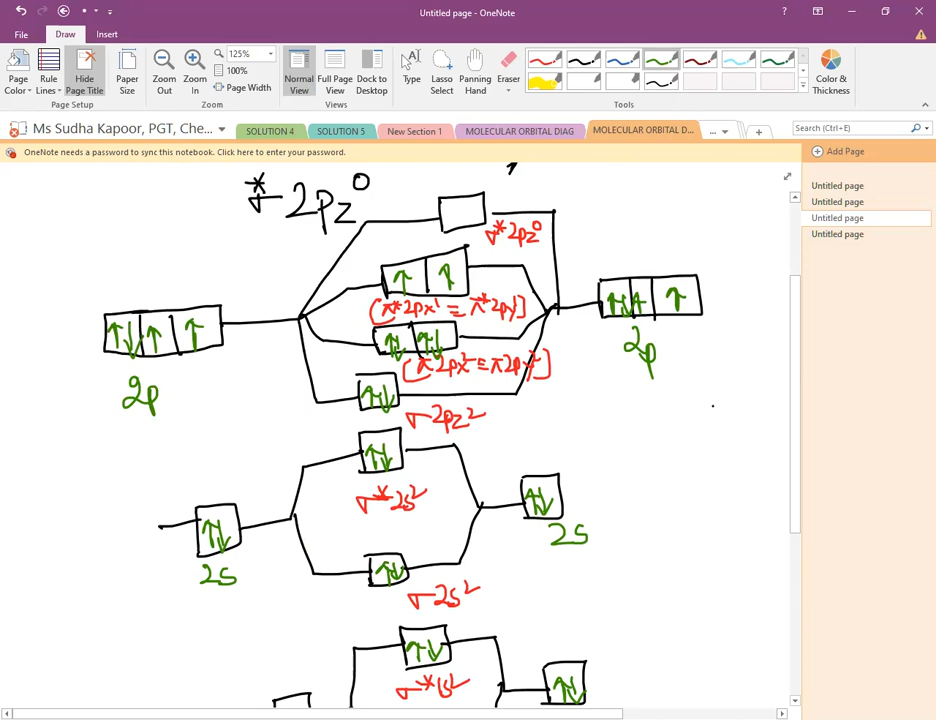 Untitled page - OneNote
File Draw Insert
Page Color Rule Lines Hide Page Title Paper Size Zoom Out Zoom In 125% 100% Page Width Normal View Full Page View Dock to Desktop Type Lasso Select Panning Hand Eraser Color & Thickness
Page Setup Zoom Views Tools
Ms Sudha Kapoor, PGT, Che... SOLUTION 4 SOLUTION 5 New Section 1 MOLECULAR ORBITAL DIAG MOLECULAR ORBITAL D... ... Search (Ctrl+E)
OneNote needs a password to sync this notebook. Click here to enter your password.
Add Page
Untitled page
Untitled page
Untitled page
Untitled page
σ* 2pz⁰
σ*2pz⁰
↑ ↑
(π*2px¹ = π*2py¹)
↑↓ ↑ ↑
↑↓ ↑ ↑
2p
2p
↑↓ ↑↓
(π2px² = π2py²)
↑↓
σ2pz²
↑↓
σ*2s²
↑↓
2s
↑↓
2s
↑↓
σ2s²
↑↓
σ*1s²
↑↓